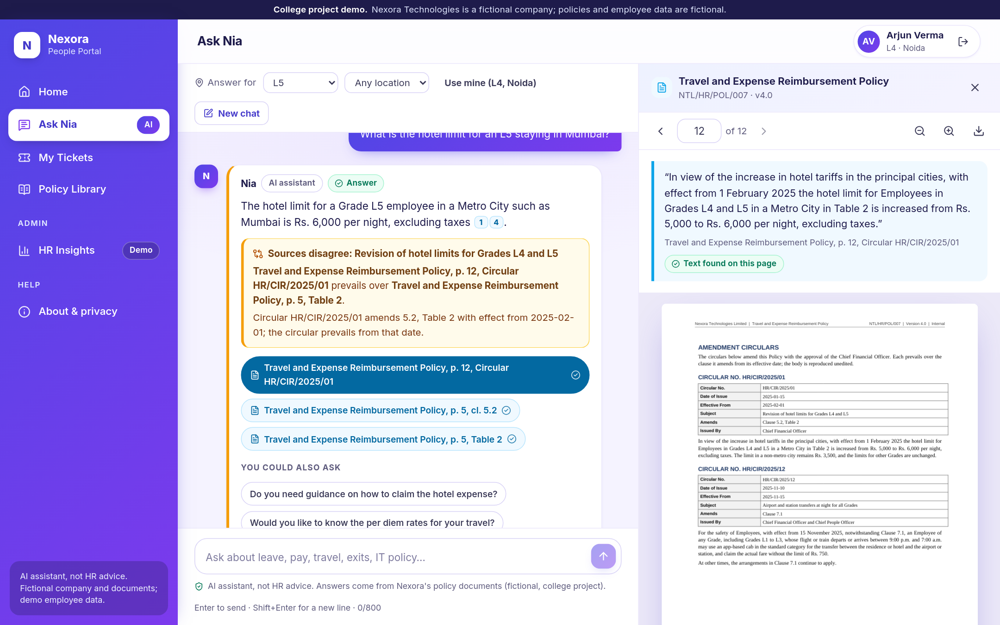 College project demo. Nexora Technologies is a fictional company; policies and employee data are fictional.
N
Nexora
People Portal
Home
Ask Nia
AI
My Tickets
Policy Library
ADMIN
HR Insights
Demo
HELP
About & privacy
AI assistant, not HR advice.
Fictional company and documents;
demo employee data.
Ask Nia
AV
Arjun Verma
L4 · Noida
Answer for
L5
Any location
Use mine (L4, Noida)
New chat
What is the hotel limit for an L5 staying in Mumbai?
N
Nia
AI assistant
Answer
The hotel limit for a Grade L5 employee in a Metro City such as
Mumbai is Rs. 6,000 per night, excluding taxes 1 4 .
Sources disagree: Revision of hotel limits for Grades L4 and L5
Travel and Expense Reimbursement Policy, p. 12, Circular
HR/CIR/2025/01 prevails over Travel and Expense Reimbursement
Policy, p. 5, Table 2.
Circular HR/CIR/2025/01 amends 5.2, Table 2 with effect from 2025-02-
01; the circular prevails from that date.
Travel and Expense Reimbursement Policy, p. 12, Circular
HR/CIR/2025/01
Travel and Expense Reimbursement Policy, p. 5, cl. 5.2
Travel and Expense Reimbursement Policy, p. 5, Table 2
YOU COULD ALSO ASK
Do you need guidance on how to claim the hotel expense?
Would you like to know the per diem rates for your travel?
Ask about leave, pay, travel, exits, IT policy...
AI assistant, not HR advice. Answers come from Nexora's policy documents (fictional, college project).
Enter to send · Shift+Enter for a new line · 0/800
Travel and Expense Reimbursement Policy
NTL/HR/POL/007 · v4.0
12
of 12
“In view of the increase in hotel tariffs in the principal cities, with
effect from 1 February 2025 the hotel limit for Employees in
Grades L4 and L5 in a Metro City in Table 2 is increased from Rs.
5,000 to Rs. 6,000 per night, excluding taxes.”
Travel and Expense Reimbursement Policy, p. 12, Circular HR/CIR/2025/01
Text found on this page
Nexora Technologies Limited | Travel and Expense Reimbursement Policy
NTL/HR/POL/007 | Version 4.0 | Internal
AMENDMENT CIRCULARS
The circulars below amend this Policy with the approval of the Chief Financial Officer. Each prevails over the
clause it amends from its effective date; the body is reproduced unedited.
CIRCULAR NO. HR/CIR/2025/01
Circular No. HR/CIR/2025/01
Date of Issue 2025-01-15
Effective From 2025-02-01
Subject Revision of hotel limits for Grades L4 and L5
Amends Clause 5.2, Table 2
Issued By Chief Financial Officer
In view of the increase in hotel tariffs in the principal cities, with effect from 1 February 2025 the hotel limit for
Employees in Grades L4 and L5 in a Metro City in Table 2 is increased from Rs. 5,000 to Rs. 6,000 per night,
excluding taxes. The limit in a non-metro city remains Rs. 3,500, and the limits for other Grades are unchanged.
CIRCULAR NO. HR/CIR/2025/12
Circular No. HR/CIR/2025/12
Date of Issue 2025-11-10
Effective From 2025-11-15
Subject Airport and station transfers at night for all Grades
Amends Clause 7.1
Issued By Chief Financial Officer and Chief People Officer
For the safety of Employees, with effect from 15 November 2025, notwithstanding Clause 7.1, an Employee of
any Grade, including Grades L1 to L3, whose flight or train departs or arrives between 9:00 p.m. and 7:00 a.m.
may use an app-based cab in the standard category for the transfer between the residence or hotel and the airport or
station, and claim the actual fare without the limit of Rs. 750.
At other times, the arrangements in Clause 7.1 continue to apply.